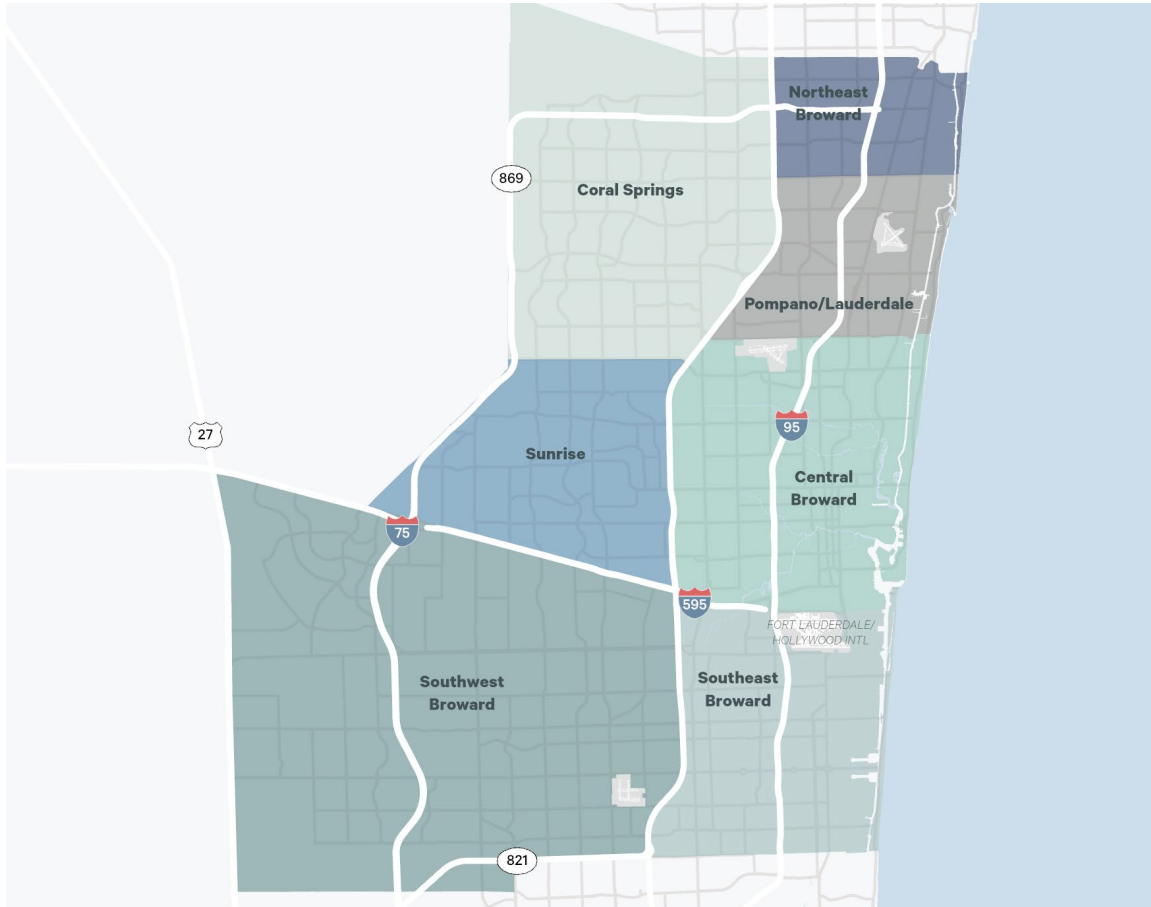 Northeast
Broward
869
Coral Springs
Pompano/Lauderdale
95
27
Sunrise
Central
Broward
75
595
FORT LAUDERDALE/
HOLLYWOOD INTL
Southwest
Broward
Southeast
Broward
821